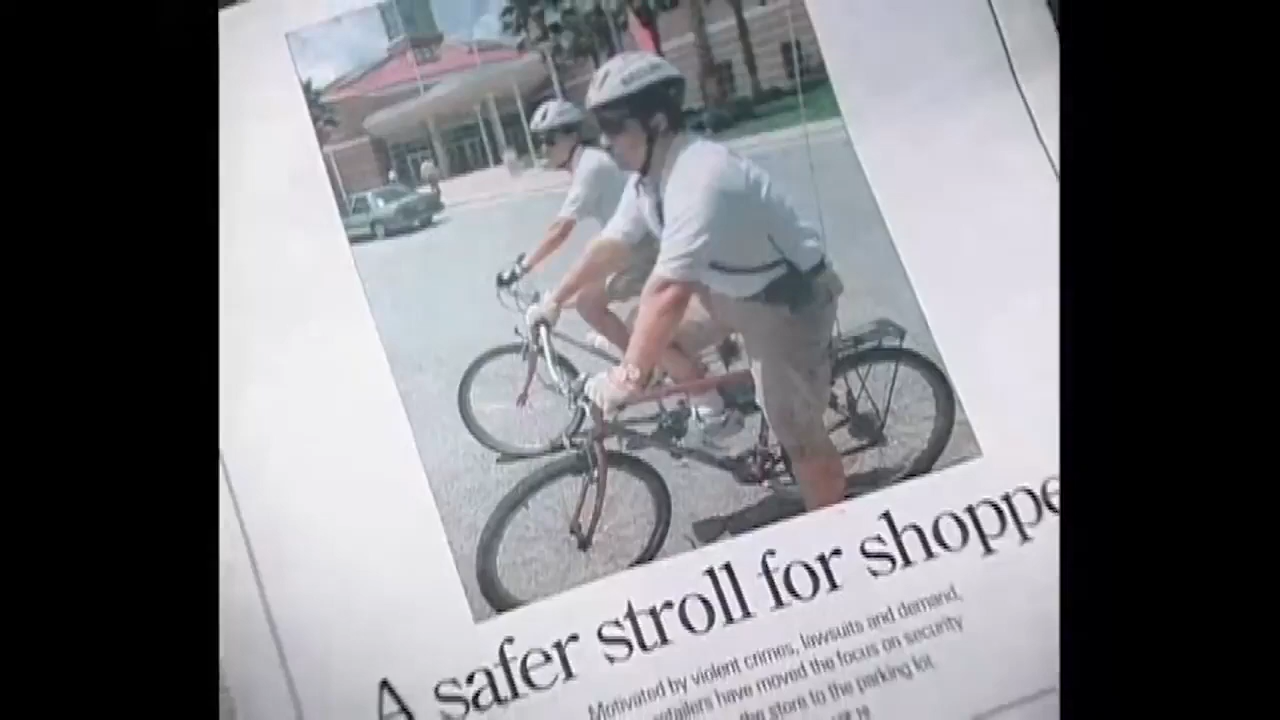 A safer stroll for shoppe
Motivated by violent crimes, lawsuits and demand,
retailers have moved the focus on security
the store to the parking lot.